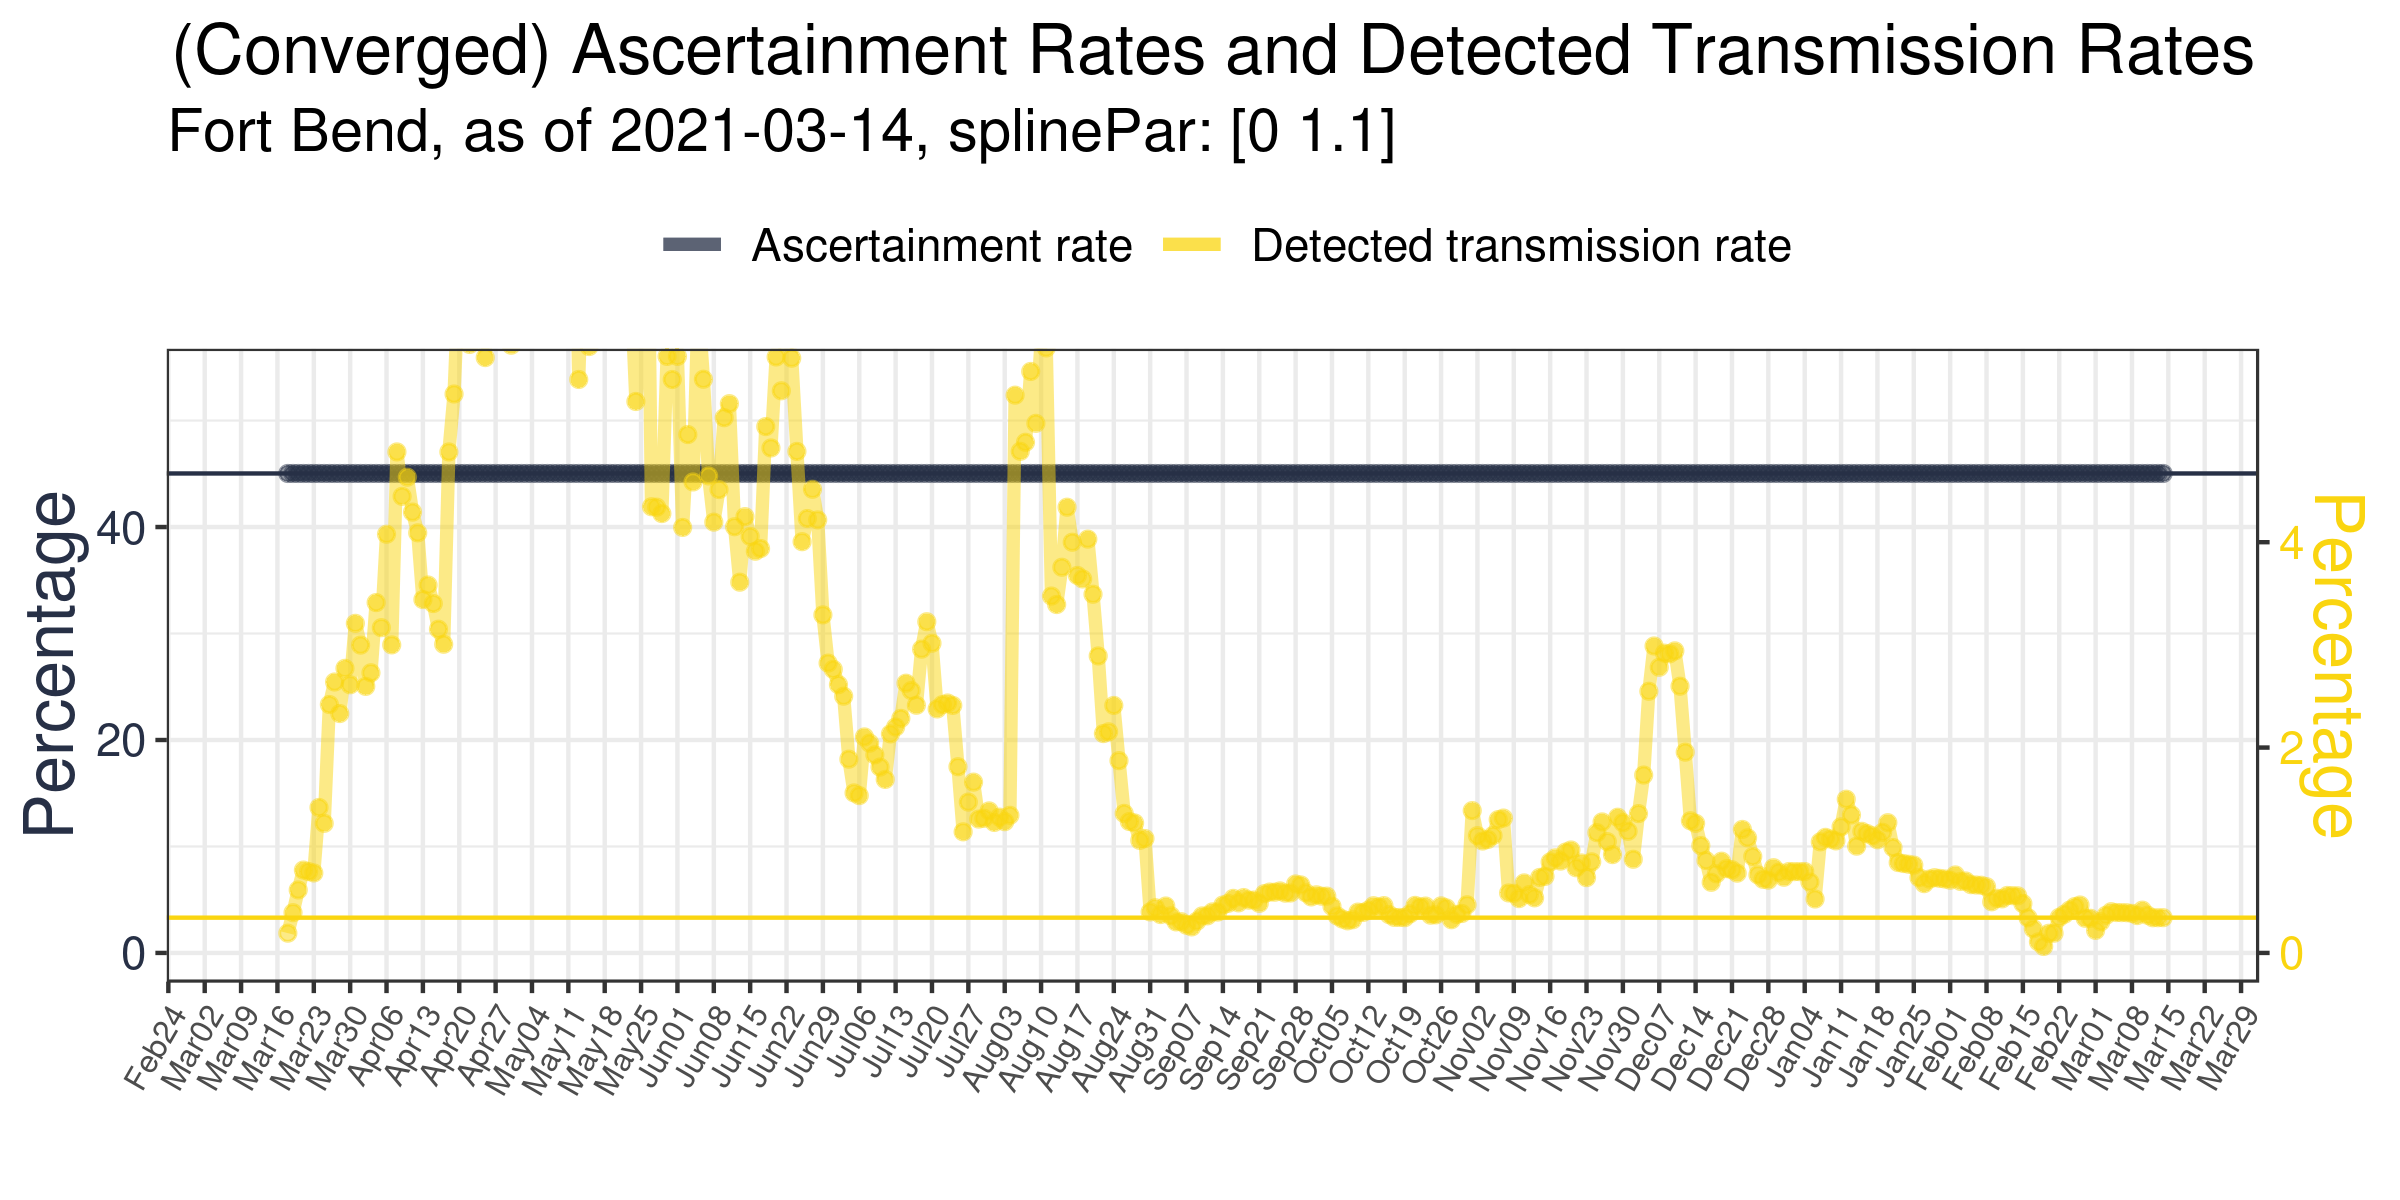 (Converged) Ascertainment Rates and Detected Transmission Rates
Fort Bend, as of 2021-03-14, splinePar: [0 1.1]
Ascertainment rate
Detected transmission rate
Percentage
40
20
0
4
2
0
Percentage
Feb24
Mar02
Mar09
Mar16
Mar23
Mar30
Apr06
Apr13
Apr20
Apr27
May04
May11
May18
May25
Jun01
Jun08
Jun15
Jun22
Jun29
Jul06
Jul13
Jul20
Jul27
Aug03
Aug10
Aug17
Aug24
Aug31
Sep07
Sep14
Sep21
Sep28
Oct05
Oct12
Oct19
Oct26
Nov02
Nov09
Nov16
Nov23
Nov30
Dec07
Dec14
Dec21
Dec28
Jan04
Jan11
Jan18
Jan25
Feb01
Feb08
Feb15
Feb22
Mar01
Mar08
Mar15
Mar22
Mar29